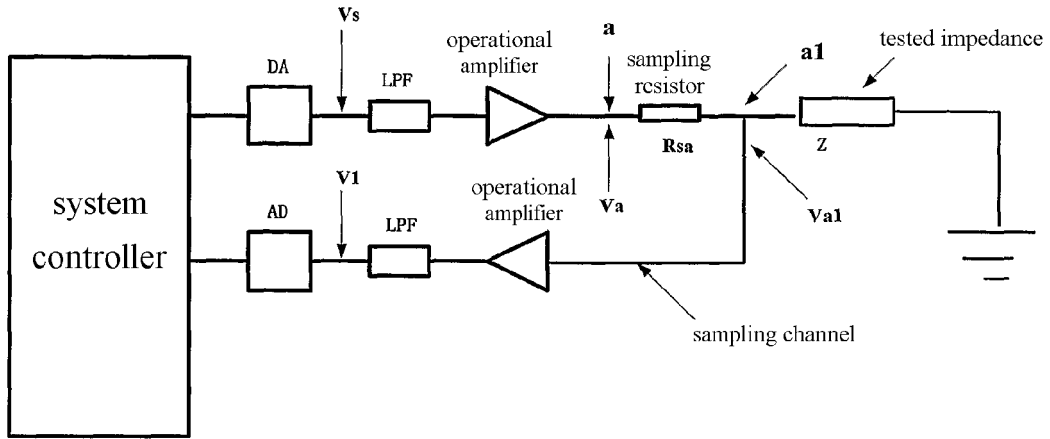 Vs
operational
amplifier
a
sampling
resistor
a1
tested impedance
DA
LPF
Rsa
Z
system
controller
V1
operational
amplifier
Va
Va1
AD
LPF
sampling channel